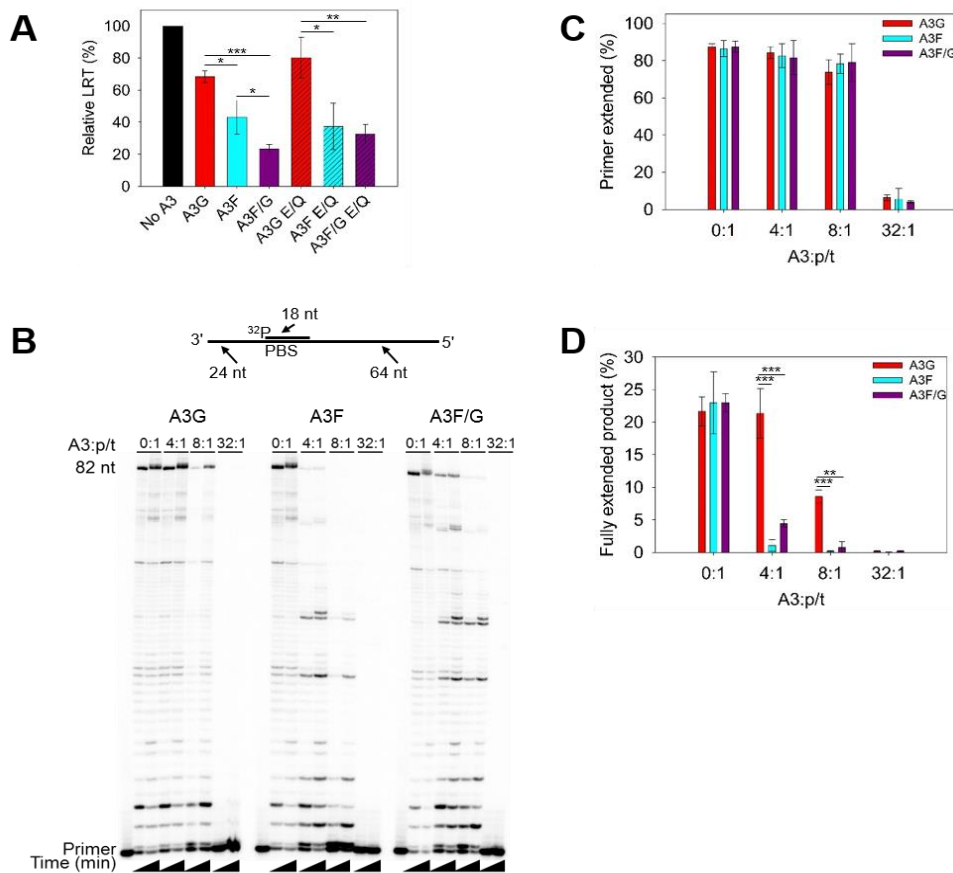 A
Relative LRT (%)
100
80
60
40
20
0
***
*
*
**
*
No A3
A3G
A3F
A3F/G
A3G E/Q
A3F E/Q
A3F/G E/Q
B
18 nt
32P
3'
5'
PBS
24 nt
64 nt
A3G A3F A3F/G
A3:p/t 0:1 4:1 8:1 32:1 0:1 4:1 8:1 32:1 0:1 4:1 8:1 32:1
82 nt
Primer
Time (min)
C
Primer extended (%)
100
80
60
40
20
0
A3G
A3F
A3F/G
0:1 4:1 8:1 32:1
A3:p/t
D
Fully extended product (%)
30
25
20
15
10
5
0
A3G
A3F
A3F/G
***
***
**
***
0:1 4:1 8:1 32:1
A3:p/t